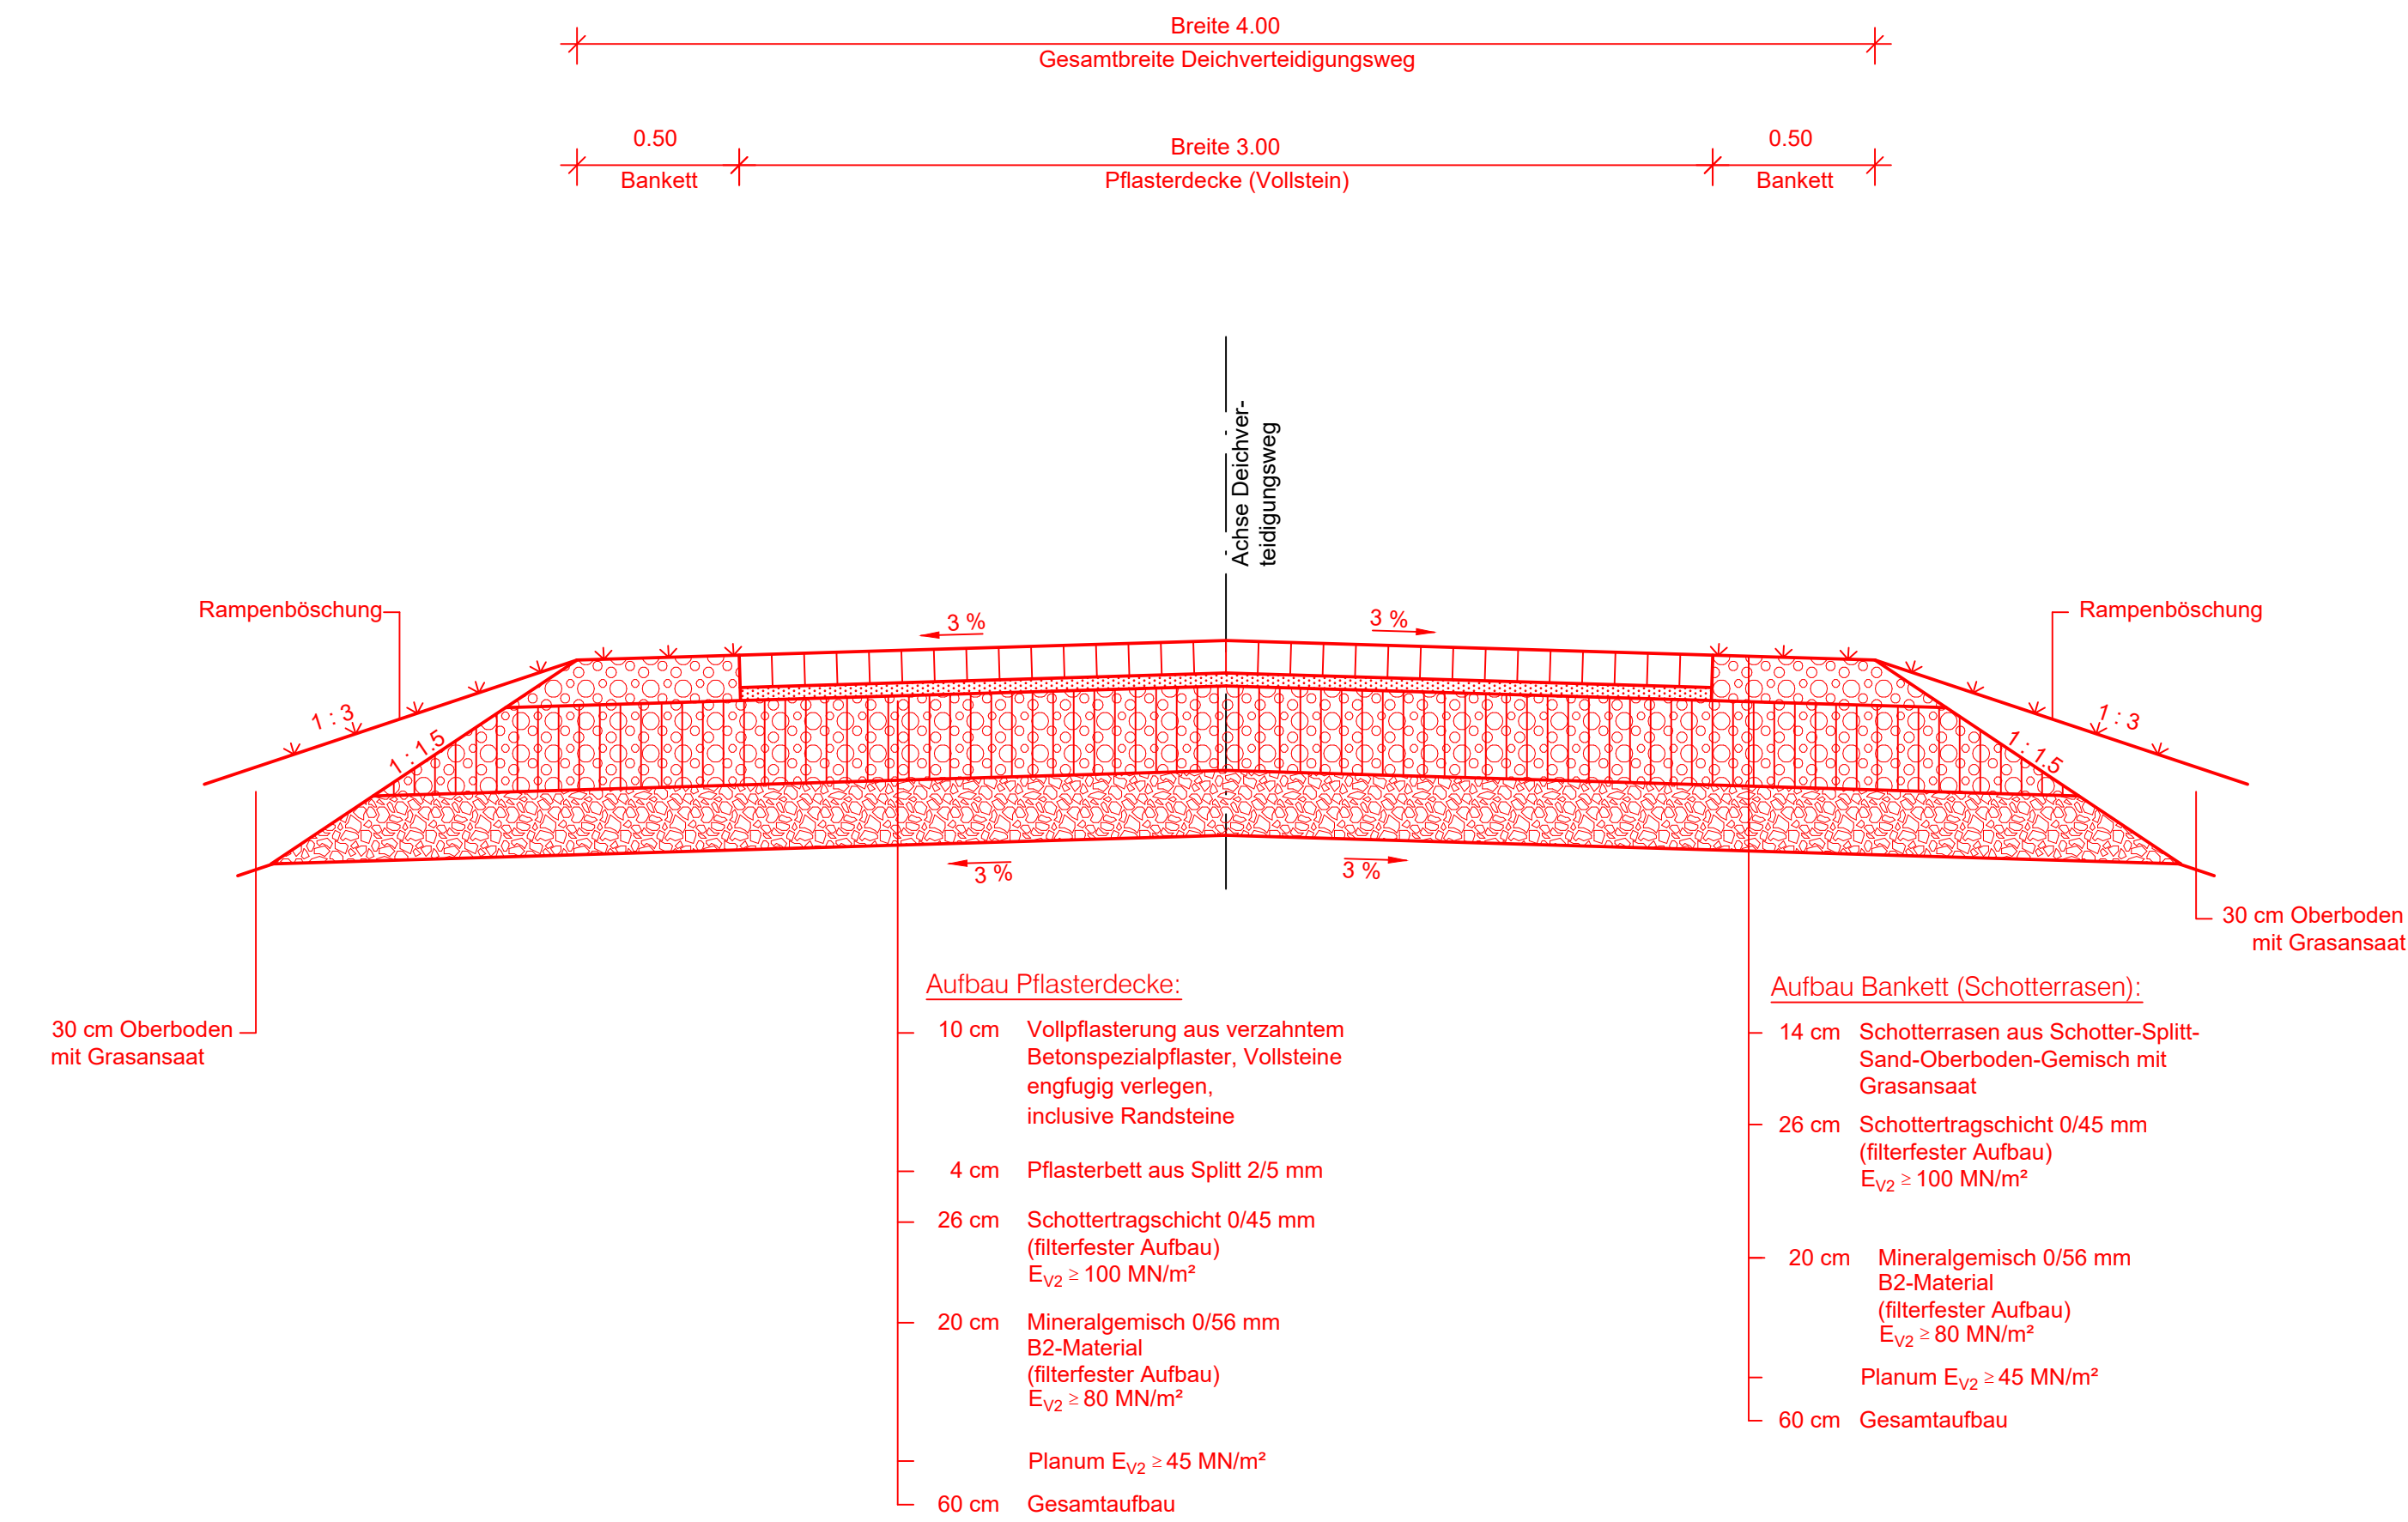 Breite 4.00
Gesamtbreite Deichverteidigungsweg
0.50
Bankett
Breite 3.00
Pflasterdecke (Vollstein)
0.50
Bankett
Achse Deichver-
teidigungsweg
Rampenböschung
3 %
3 %
Rampenböschung
1 : 3
1 : 1.5
1 : 3
1 : 1.5
3 %
3 %
30 cm Oberboden
mit Grasansaat
30 cm Oberboden
mit Grasansaat
Aufbau Pflasterdecke:
10 cm Vollpflasterung aus verzahntem
Betonspezialpflaster, Vollsteine
engfugig verlegen,
inclusive Randsteine
4 cm Pflasterbett aus Splitt 2/5 mm
26 cm Schottertragschicht 0/45 mm
(filterfester Aufbau)
EV2 ≥ 100 MN/m²
20 cm Mineralgemisch 0/56 mm
B2-Material
(filterfester Aufbau)
EV2 ≥ 80 MN/m²
Planum EV2 ≥ 45 MN/m²
60 cm Gesamtaufbau
Aufbau Bankett (Schotterrasen):
14 cm Schotterrasen aus Schotter-Splitt-
Sand-Oberboden-Gemisch mit
Grasansaat
26 cm Schottertragschicht 0/45 mm
(filterfester Aufbau)
EV2 ≥ 100 MN/m²
20 cm Mineralgemisch 0/56 mm
B2-Material
(filterfester Aufbau)
EV2 ≥ 80 MN/m²
Planum EV2 ≥ 45 MN/m²
60 cm Gesamtaufbau